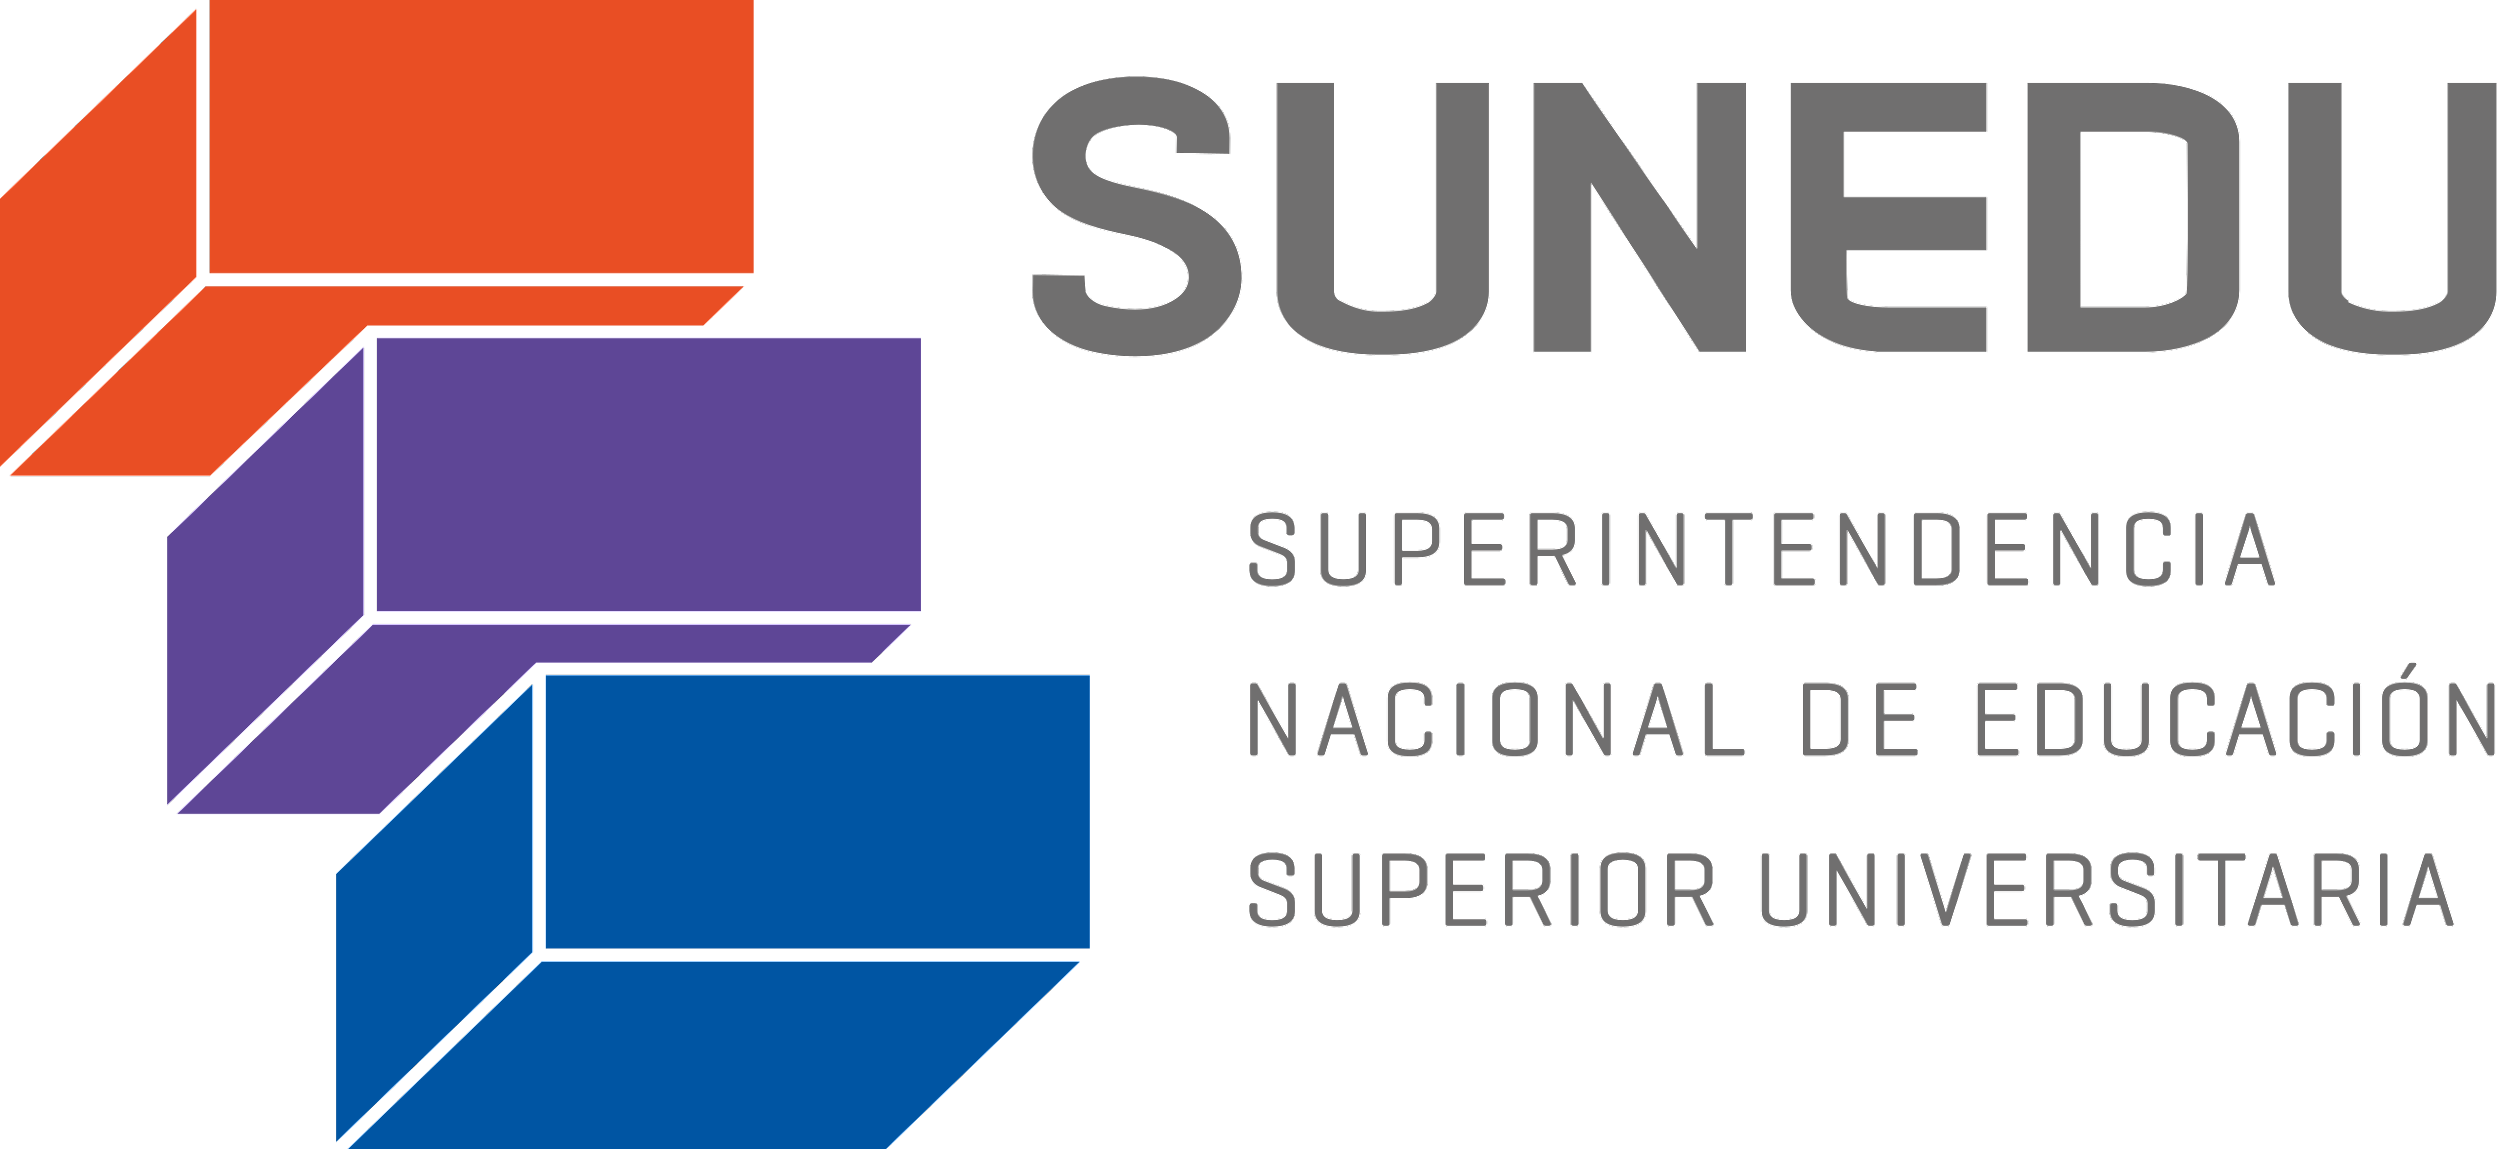 SUNEDU
SUPERINTENDENCIA
NACIONAL DE EDUCACIÓN
SUPERIOR UNIVERSITARIA